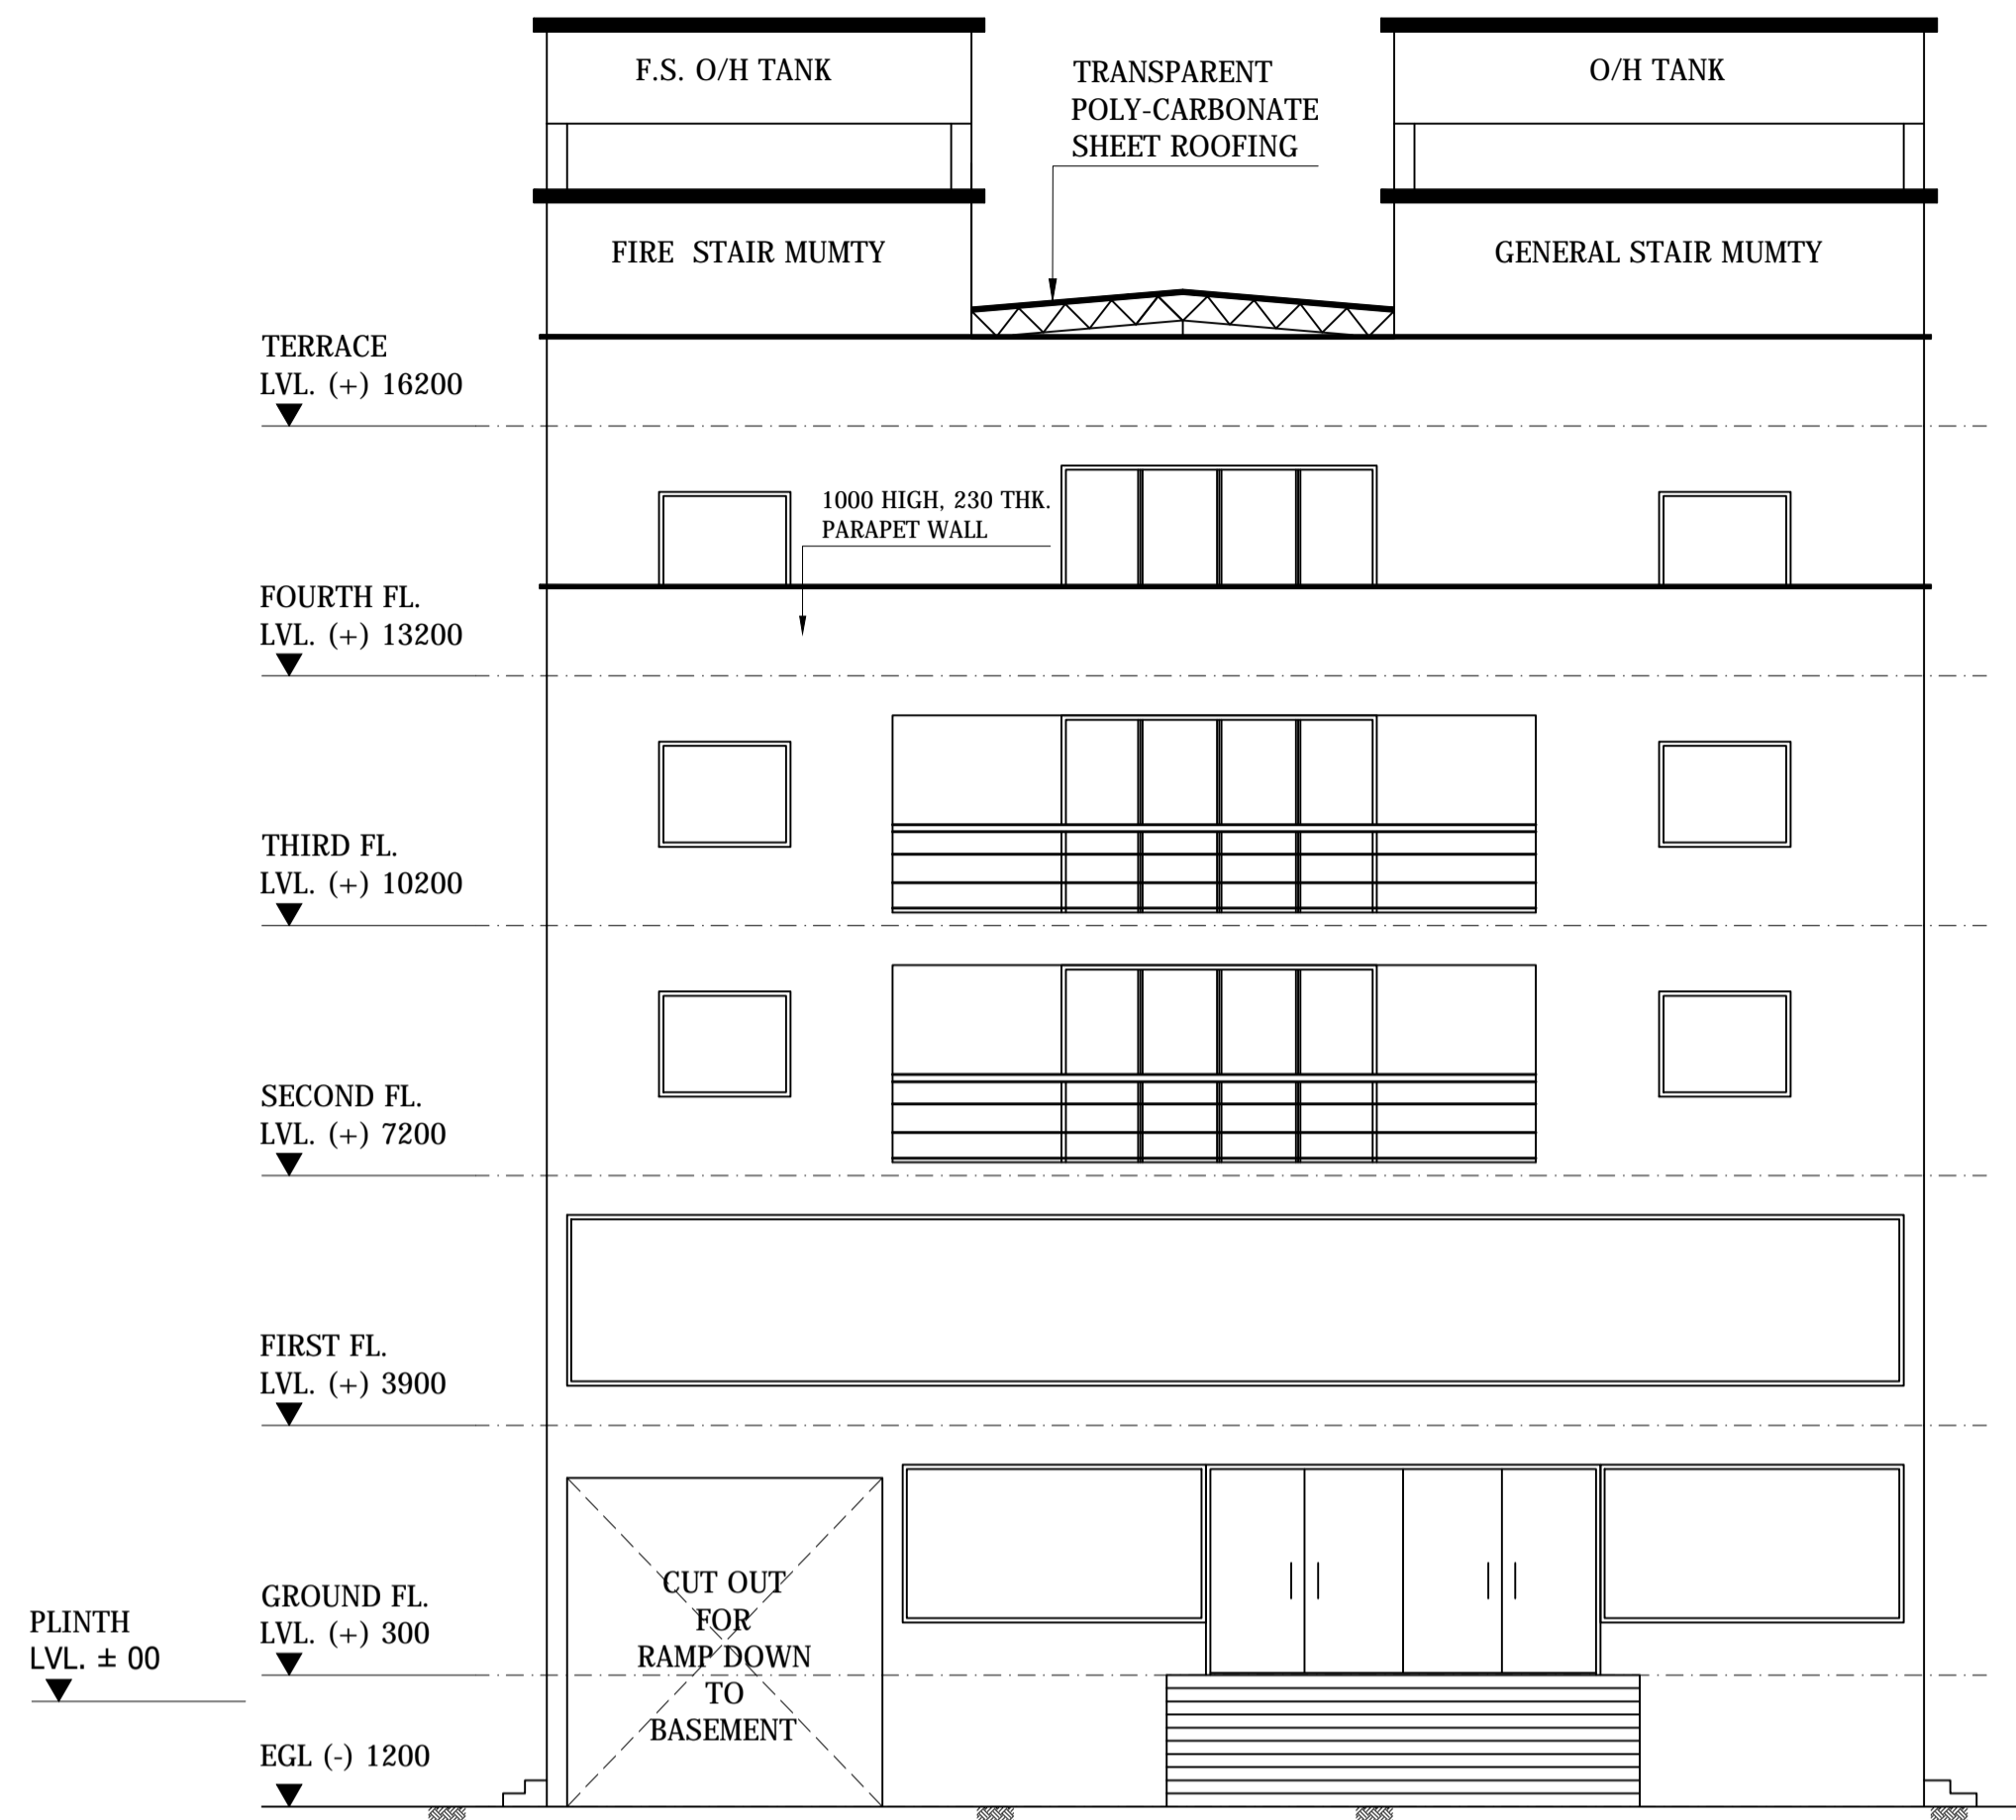 F.S. O/H TANK
O/H TANK
TRANSPARENT
POLY-CARBONATE
SHEET ROOFING
FIRE STAIR MUMTY
GENERAL STAIR MUMTY
TERRACE
LVL. (+) 16200
1000 HIGH, 230 THK.
PARAPET WALL
FOURTH FL.
LVL. (+) 13200
THIRD FL.
LVL. (+) 10200
SECOND FL.
LVL. (+) 7200
FIRST FL.
LVL. (+) 3900
GROUND FL.
LVL. (+) 300
PLINTH
LVL. ± 00
CUT OUT
FOR
RAMP DOWN
TO
BASEMENT
EGL (-) 1200